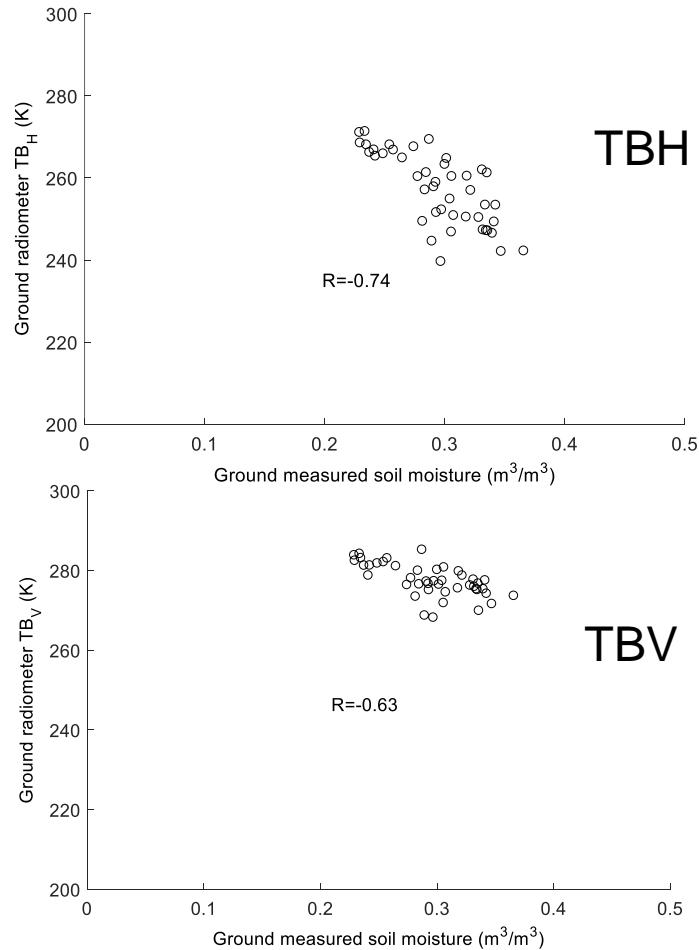 300
280
TBH
260
240
R=-0.74
220
200
0 0.1 0.2 0.3 0.4 0.5
Ground radiometer TB_H (K)
Ground measured soil moisture (m³/m³)
300
280
260
TBV
R=-0.63
240
220
200
0 0.1 0.2 0.3 0.4 0.5
Ground radiometer TB_V (K)
Ground measured soil moisture (m³/m³)